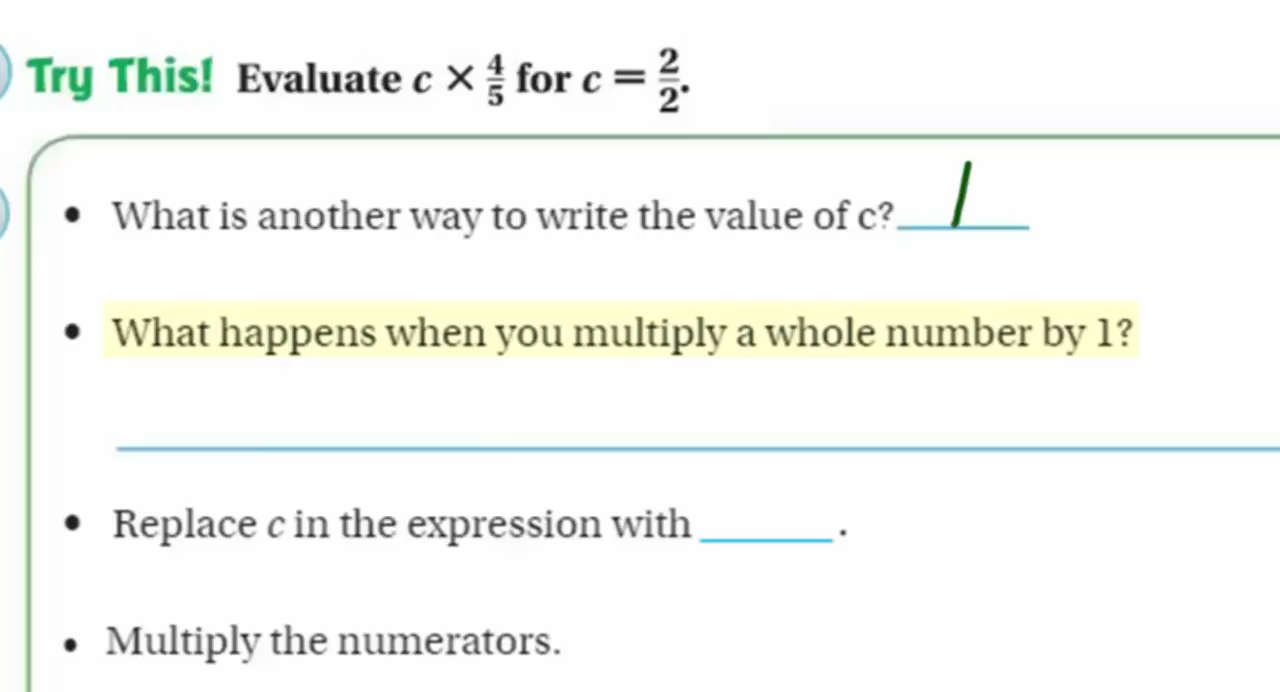 Try This! Evaluate c × 4/5 for c = 2/2.
• What is another way to write the value of c? 1
• What happens when you multiply a whole number by 1?
• Replace c in the expression with ______ .
• Multiply the numerators.